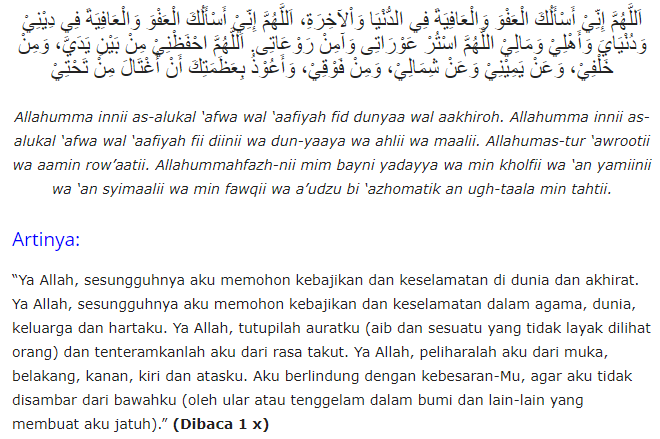 اَللَّهُمَّ إِنِّيْ أَسْأَلُكَ الْعَفْوَ وَالْعَافِيَةَ فِي الدُّنْيَا وَاْلآخِرَةِ، اَللَّهُمَّ إِنِّيْ أَسْأَلُكَ الْعَفْوَ وَالْعَافِيَةَ فِي دِيْنِيْ
وَدُنْيَايَ وَأَهْلِيْ وَمَالِيْ اللَّهُمَّ اسْتُرْ عَوْرَاتِى وَآمِنْ رَوْعَاتِى. اَللَّهُمَّ احْفَظْنِيْ مِنْ بَيْنِ يَدَيَّ، وَمِنْ
خَلْفِيْ، وَعَنْ يَمِيْنِيْ وَعَنْ شِمَالِيْ، وَمِنْ فَوْقِيْ، وَأَعُوْذُ بِعَظَمَتِكَ أَنْ أُغْتَالَ مِنْ تَحْتِيْ
Allahumma innii as-alukal ‘afwa wal ‘aafiyah fid dunyaa wal aakhiroh. Allahumma innii as-
alukal ‘afwa wal ‘aafiyah fii diinii wa dun-yaaya wa ahlii wa maalii. Allahumas-tur ‘awrootii
wa aamin row’aatii. Allahummahfazh-nii mim bayni yadayya wa min kholfii wa ‘an yamiinii
wa ‘an syimaalii wa min fawqii wa a’udzu bi ‘azhomatik an ugh-taala min tahtii.
Artinya:
“Ya Allah, sesungguhnya aku memohon kebajikan dan keselamatan di dunia dan akhirat.
Ya Allah, sesungguhnya aku memohon kebajikan dan keselamatan dalam agama, dunia,
keluarga dan hartaku. Ya Allah, tutupilah auratku (aib dan sesuatu yang tidak layak dilihat
orang) dan tenteramkanlah aku dari rasa takut. Ya Allah, peliharalah aku dari muka,
belakang, kanan, kiri dan atasku. Aku berlindung dengan kebesaran-Mu, agar aku tidak
disambar dari bawahku (oleh ular atau tenggelam dalam bumi dan lain-lain yang
membuat aku jatuh).” (Dibaca 1 x)